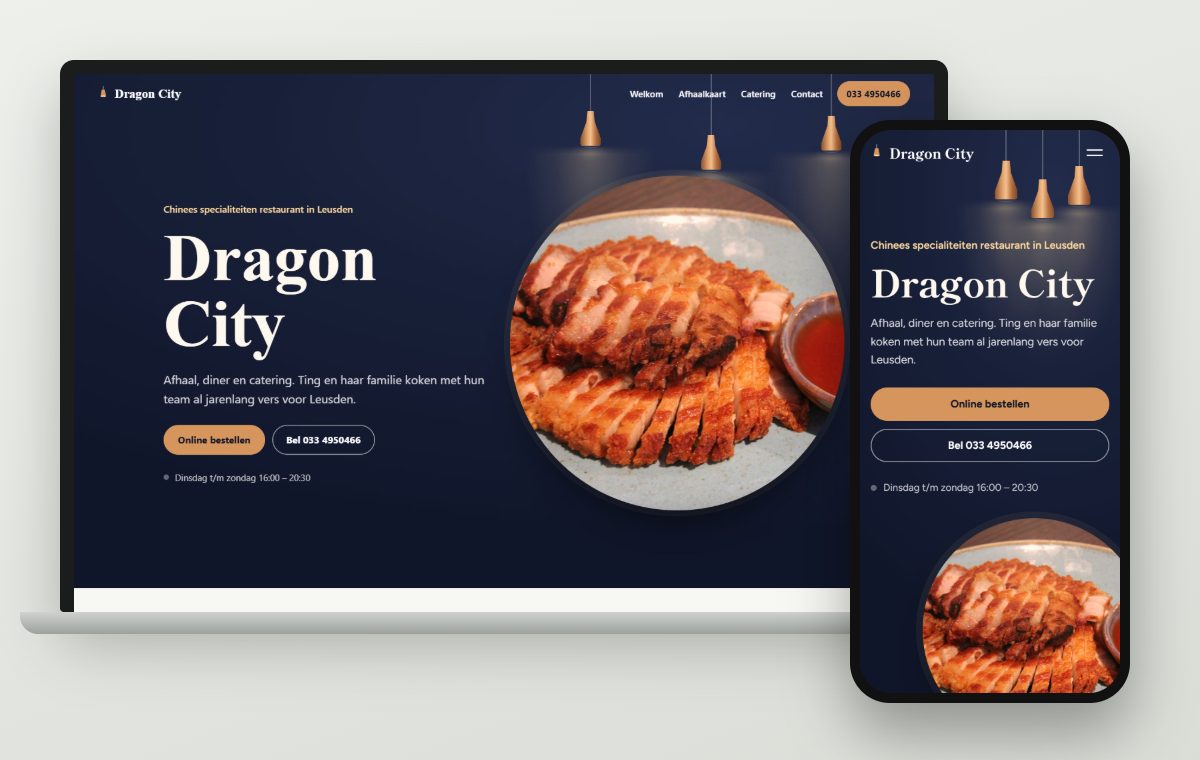 Dragon City
Welkom
Afhaalkaart
Catering
Contact
033 4950466
Chinees specialiteiten restaurant in Leusden
Dragon
City
Afhaal, diner en catering. Ting en haar familie koken met hun
team al jarenlang vers voor Leusden.
Online bestellen
Bel 033 4950466
Dinsdag t/m zondag 16:00 – 20:30
Dragon City
Chinees specialiteiten restaurant in Leusden
Dragon City
Afhaal, diner en catering. Ting en haar familie
koken met hun team al jarenlang vers voor
Leusden.
Online bestellen
Bel 033 4950466
Dinsdag t/m zondag 16:00 – 20:30